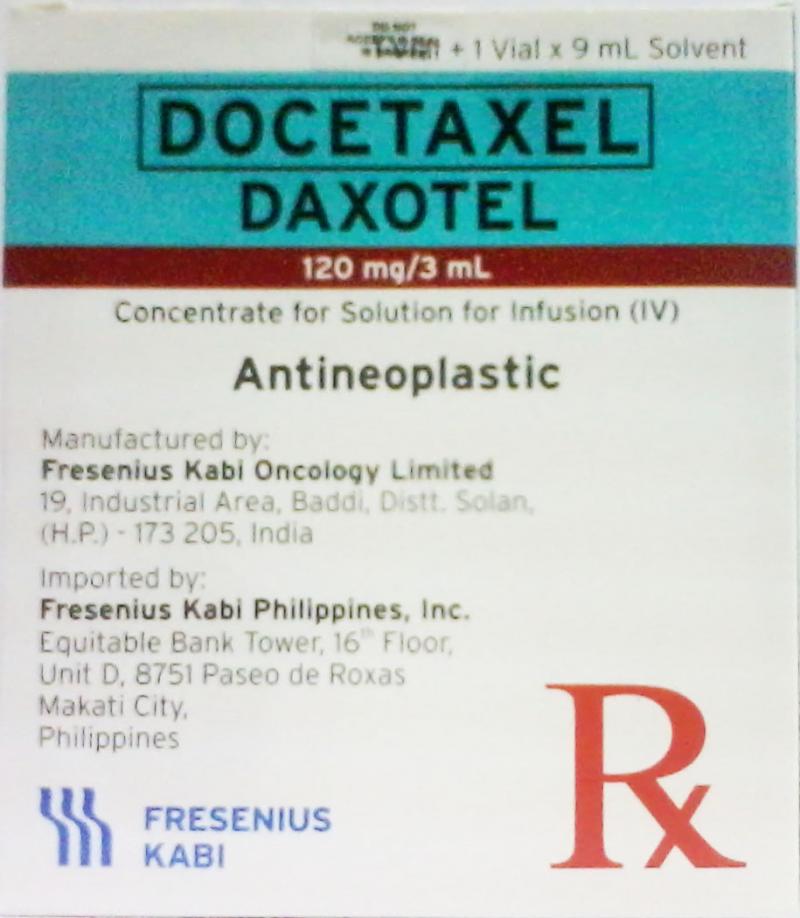 + 1 Vial x 9 mL Solvent
DOCETAXEL
DAXOTEL
120 mg/3 mL
Concentrate for Solution for Infusion (IV)
Antineoplastic
Manufactured by:
Fresenius Kabi Oncology Limited
19, Industrial Area, Baddi, Distt. Solan,
(H.P.) - 173 205, India
Imported by:
Fresenius Kabi Philippines, Inc.
Equitable Bank Tower, 16th Floor,
Unit D, 8751 Paseo de Roxas
Makati City,
Philippines
Rx
FRESENIUS
KABI